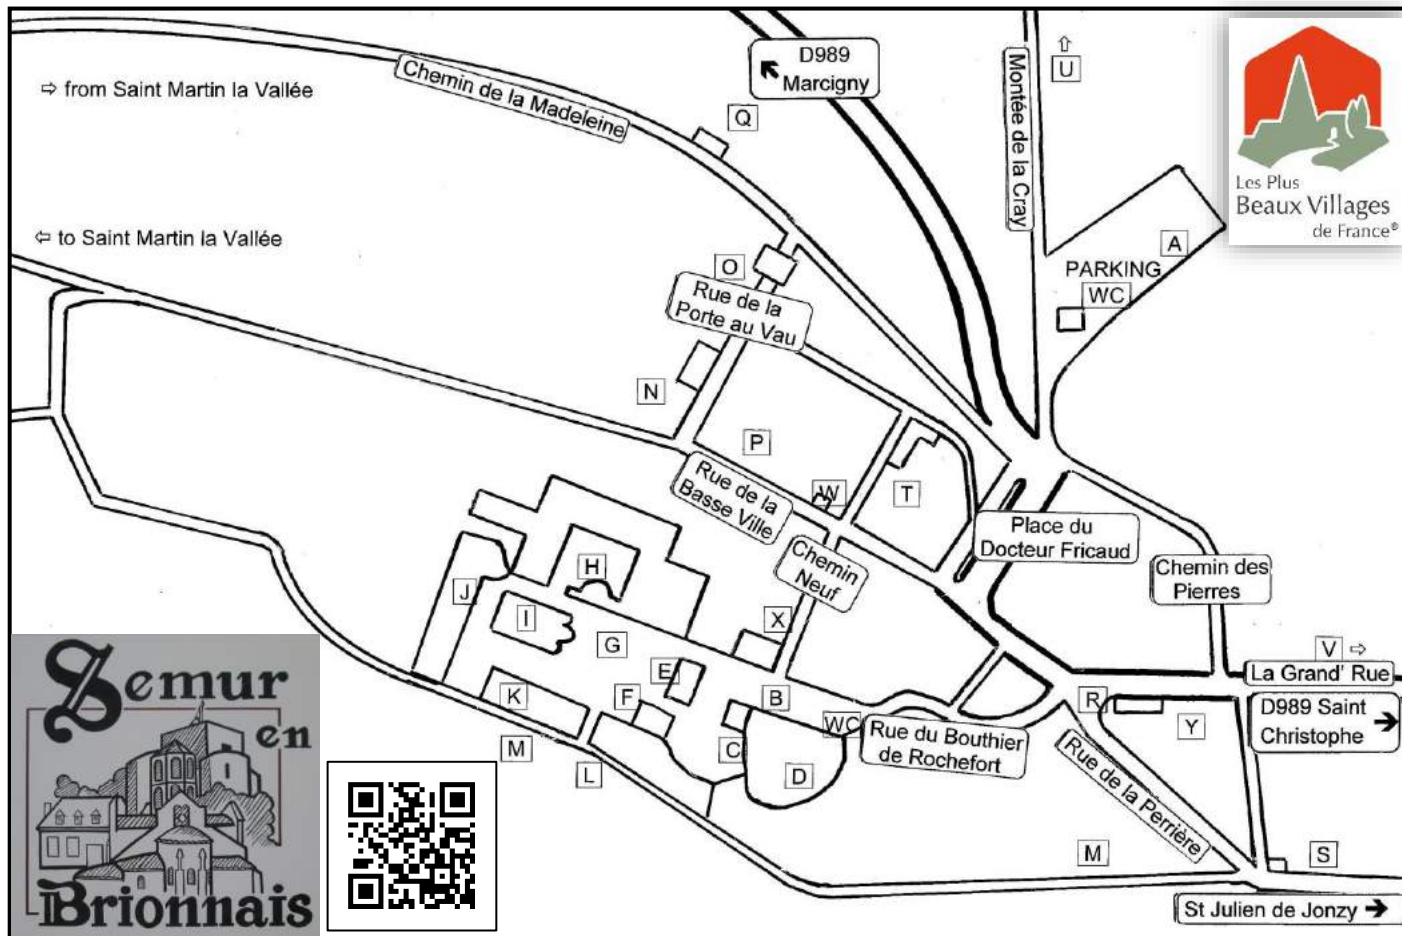 D989
Marcigny
U
Les Plus
Beaux Villages
de France®
⇨ from Saint Martin la Vallée
Chemin de la Madeleine
Q
Montée de la Cray
⇦ to Saint Martin la Vallée
A
O
PARKING
WC
Rue de la
Porte au Vau
N
P
Rue de la
Basse Ville
W
T
Place du
Docteur Fricaud
Chemin
Neuf
Chemin des
Pierres
H
J
I
X
G
E
V ⇨
La Grand' Rue
K
F
B
R
WC
D989 Saint
Christophe
Y
Rue du Bouthier
de Rochefort
M
L
C
D
Rue de la Perrière
M
S
St Julien de Jonzy
Semur
en
Brionnais